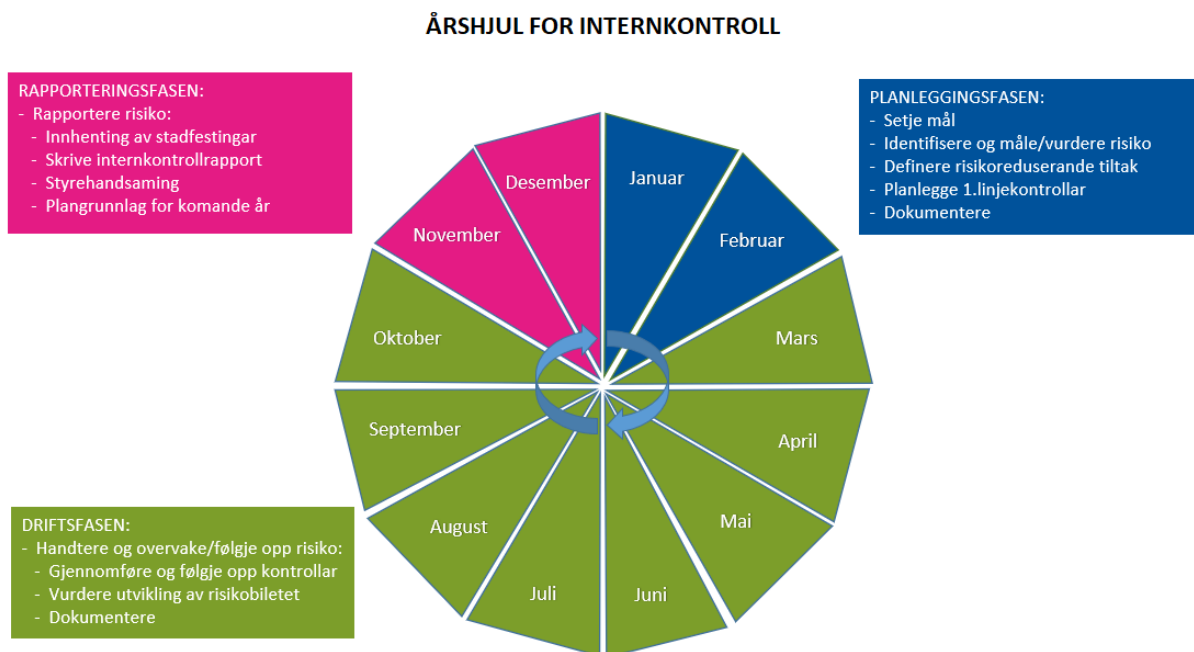 ÅRSHJUL FOR INTERNKONTROLL
RAPPORTERINGSFASEN:
- Rapportere risiko:
- Innhenting av stadfestingar
- Skrive internkontrollrapport
- Styrehandsaming
- Plangrunnlag for komande år
PLANLEGGINGSFASEN:
- Setje mål
- Identifisere og måle/vurdere risiko
- Definere risikoreduserande tiltak
- Planlegge 1.linjekontrollar
- Dokumentere
Januar
Februar
Mars
April
Mai
Juni
Juli
August
September
Oktober
November
Desember
DRIFTSFASEN:
- Handtere og overvake/følgje opp risiko:
- Gjennomføre og følgje opp kontrollar
- Vurdere utvikling av risikobiletet
- Dokumentere